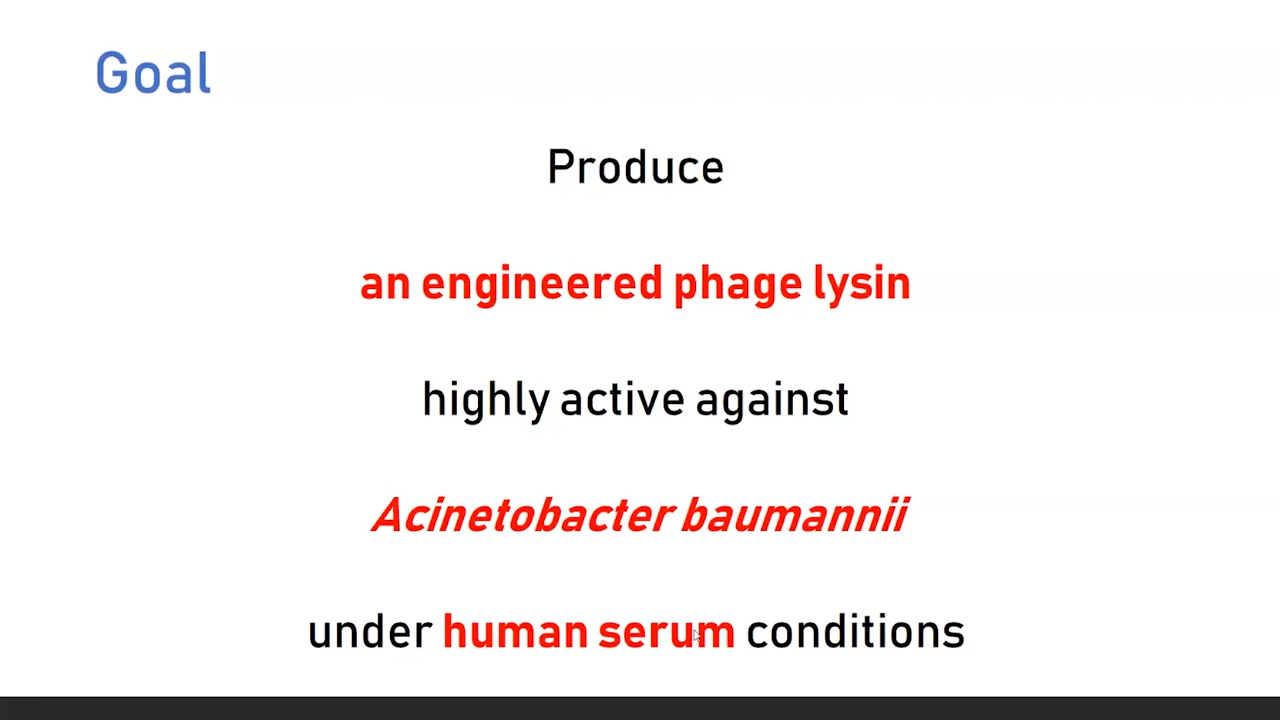 Goal
Produce
an engineered phage lysin
highly active against
Acinetobacter baumannii
under human serum conditions